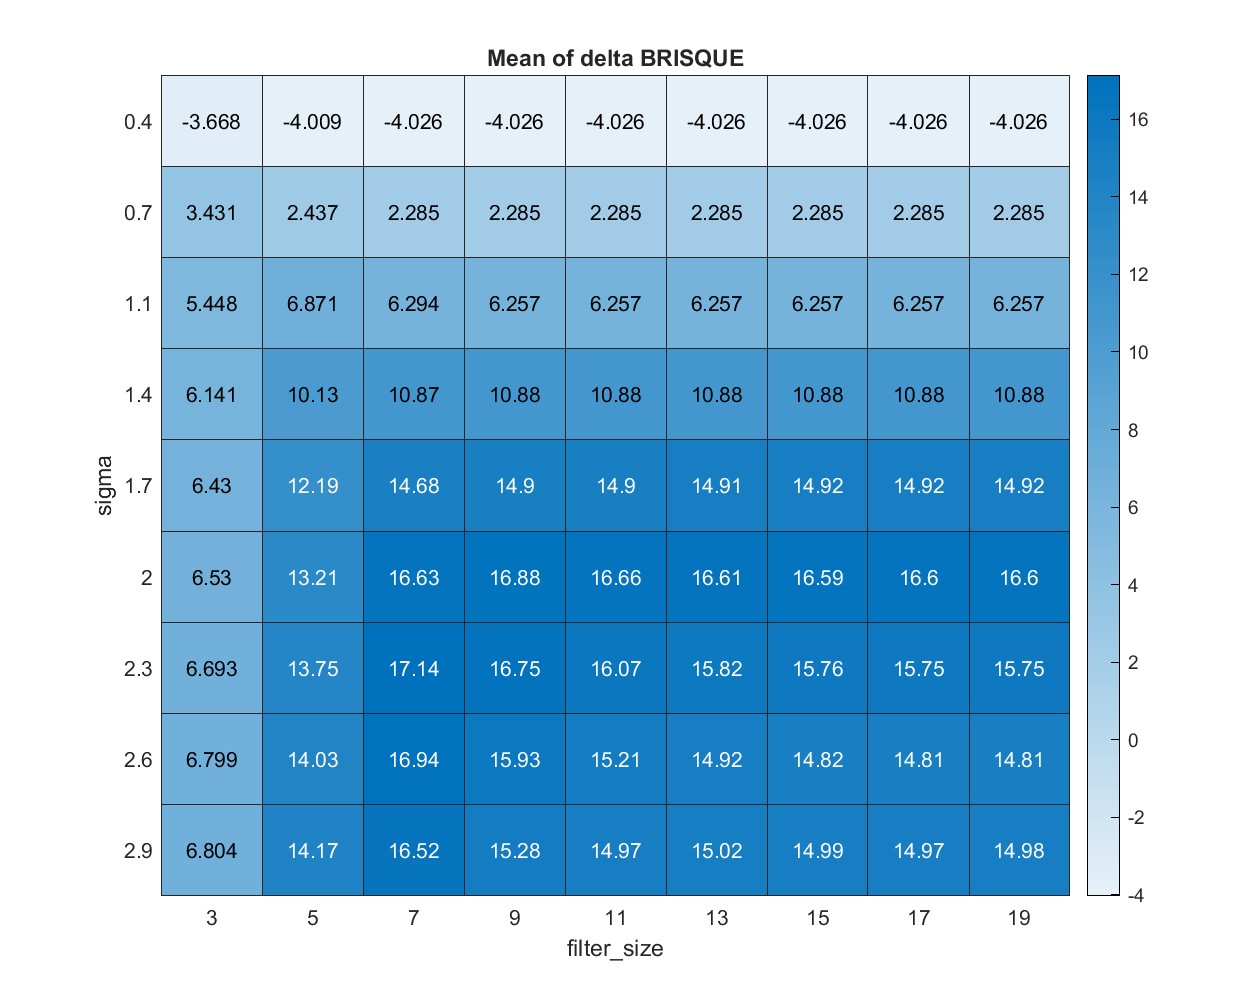 Mean of delta BRISQUE
0.4 -3.668 -4.009 -4.026 -4.026 -4.026 -4.026 -4.026 -4.026 -4.026
0.7 3.431 2.437 2.285 2.285 2.285 2.285 2.285 2.285 2.285
1.1 5.448 6.871 6.294 6.257 6.257 6.257 6.257 6.257 6.257
1.4 6.141 10.13 10.87 10.88 10.88 10.88 10.88 10.88 10.88
sigma
1.7 6.43 12.19 14.68 14.9 14.9 14.91 14.92 14.92 14.92
2 6.53 13.21 16.63 16.88 16.66 16.61 16.59 16.6 16.6
2.3 6.693 13.75 17.14 16.75 16.07 15.82 15.76 15.75 15.75
2.6 6.799 14.03 16.94 15.93 15.21 14.92 14.82 14.81 14.81
2.9 6.804 14.17 16.52 15.28 14.97 15.02 14.99 14.97 14.98
3 5 7 9 11 13 15 17 19
filter_size
16
14
12
10
8
6
4
2
0
-2
-4